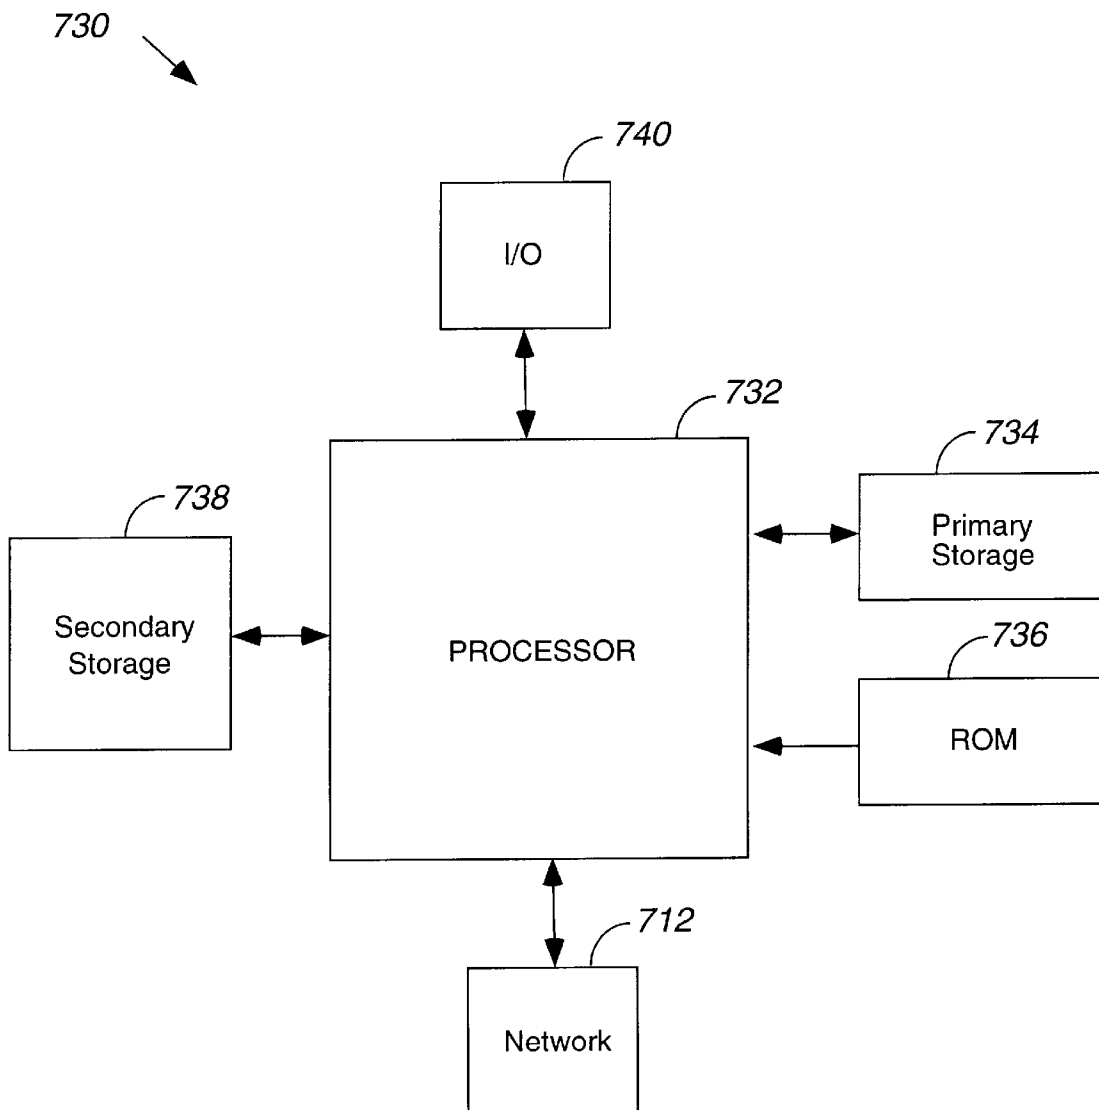 730
740
I/O
732
734
738
Primary
Storage
Secondary
Storage
PROCESSOR
736
ROM
712
Network